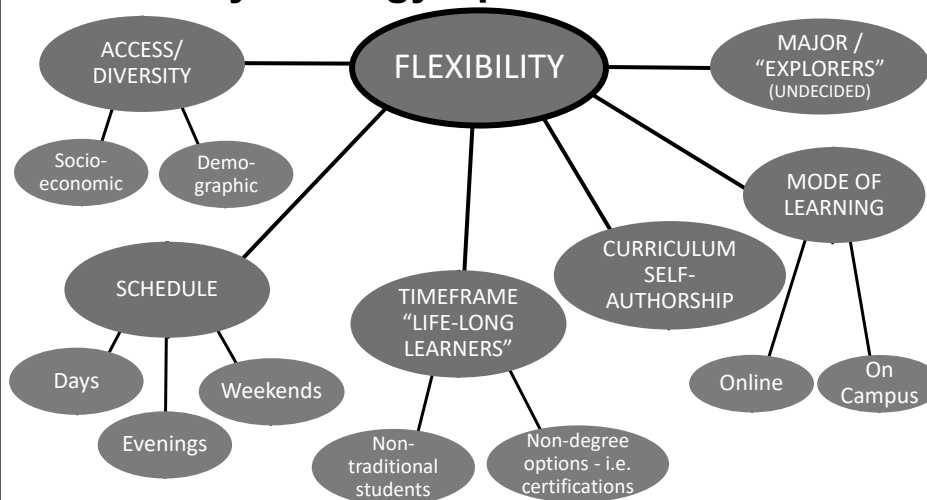 ACCESS/
DIVERSITY
FLEXIBILITY
MAJOR /
“EXPLORERS”
(UNDECIDED)
Socio-
economic
Demo-
graphic
MODE OF
LEARNING
CURRICULUM
SELF-
AUTHORSHIP
SCHEDULE
TIMEFRAME
“LIFE-LONG
LEARNERS”
Days
Evenings
Weekends
Online
On
Campus
Non-
traditional
students
Non-degree
options - i.e.
certifications